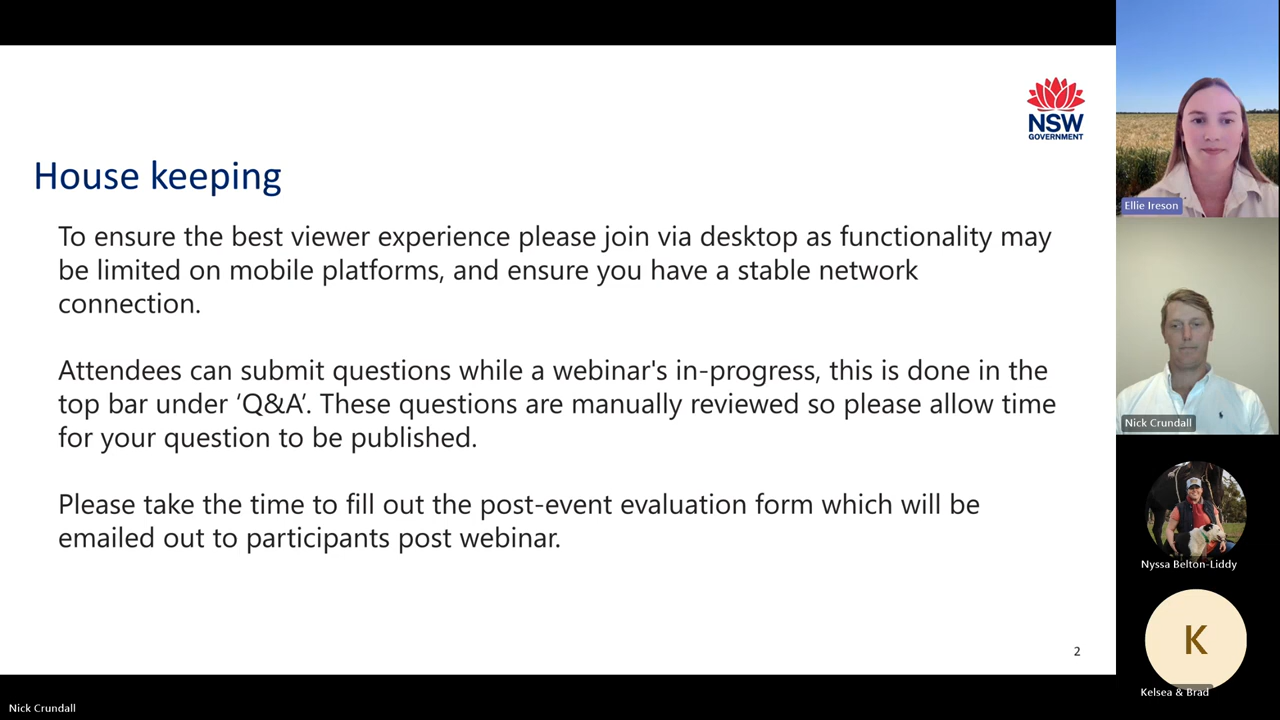 NSW
GOVERNMENT
House keeping
To ensure the best viewer experience please join via desktop as functionality may
be limited on mobile platforms, and ensure you have a stable network
connection.
Attendees can submit questions while a webinar's in-progress, this is done in the
top bar under ‘Q&A’. These questions are manually reviewed so please allow time
for your question to be published.
Please take the time to fill out the post-event evaluation form which will be
emailed out to participants post webinar.
2
Ellie Ireson
Nick Crundall
Nyssa Belton-Liddy
K
Kelsea & Brad
Nick Crundall